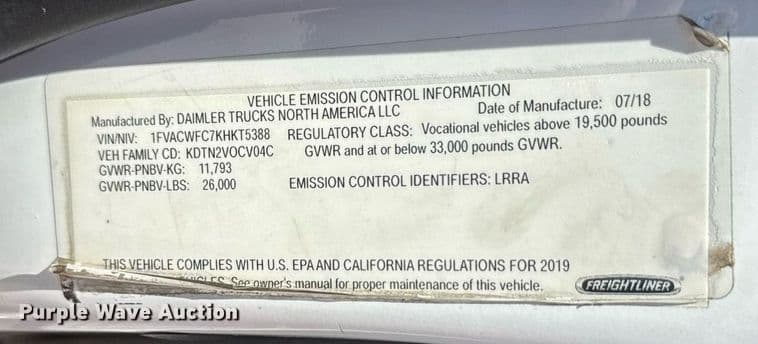 VEHICLE EMISSION CONTROL INFORMATION
Manufactured By: DAIMLER TRUCKS NORTH AMERICA LLC Date of Manufacture: 07/18
VIN/NIV: 1FVACWFC7KHKT5388 REGULATORY CLASS: Vocational vehicles above 19,500 pounds
VEH FAMILY CD: KDTN2VOCV04C GVWR and at or below 33,000 pounds GVWR.
GVWR-PNBV-KG: 11,793
GVWR-PNBV-LBS: 26,000 EMISSION CONTROL IDENTIFIERS: LRRA
THIS VEHICLE COMPLIES WITH U.S. EPA AND CALIFORNIA REGULATIONS FOR 2019
See owner's manual for proper maintenance of this vehicle.
FREIGHTLINER
Purple Wave Auction